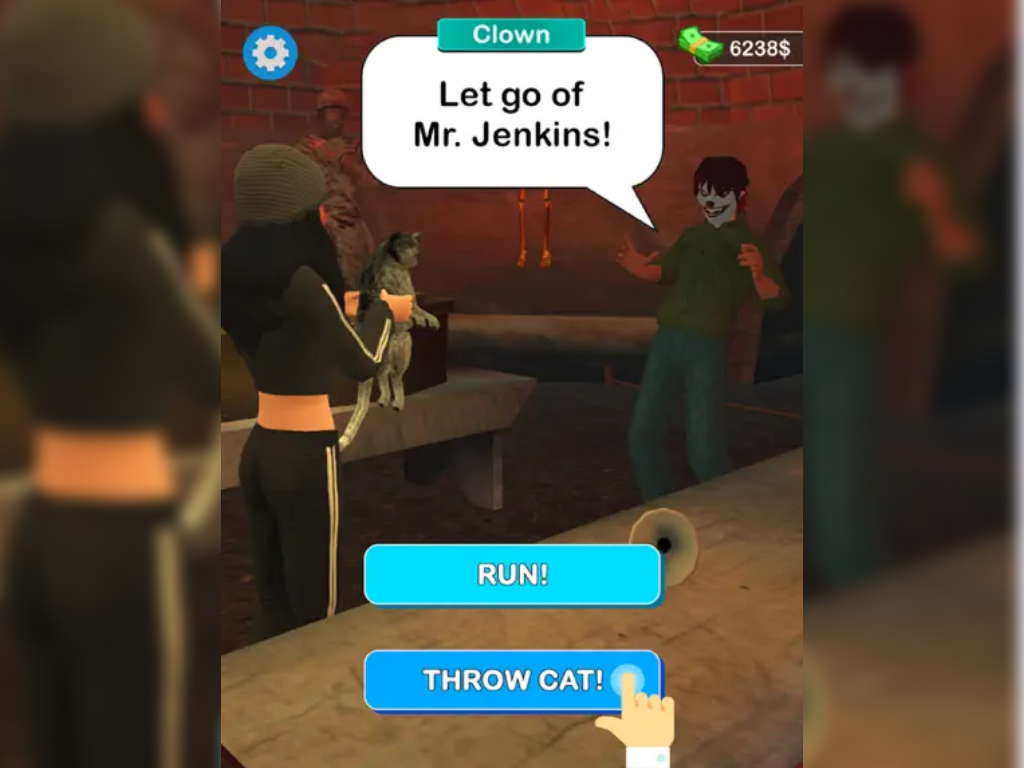 Clown
6238$
Let go of
Mr. Jenkins!
RUN!
THROW CAT!